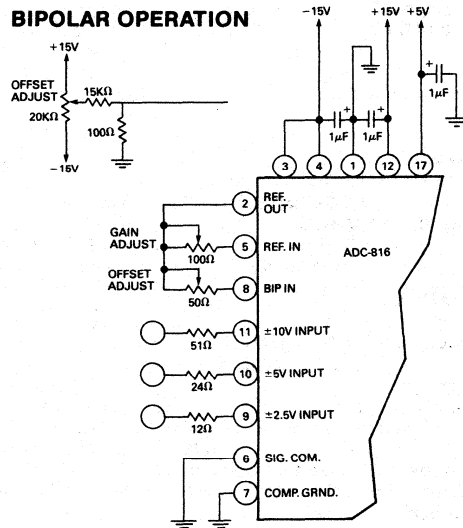 BIPOLAR OPERATION
-15V
+15V
+5V
+15V
OFFSET
ADJUST
20KΩ
15KΩ
100Ω
-15V
+
1μF
+
1μF
+
1μF
3
4
1
12
17
2
REF.
OUT
GAIN
ADJUST
100Ω
5
REF. IN
ADC-816
OFFSET
ADJUST
50Ω
8
BIP IN
51Ω
11
±10V INPUT
24Ω
10
±5V INPUT
12Ω
9
±2.5V INPUT
6
SIG. COM.
7
COMP. GRND.